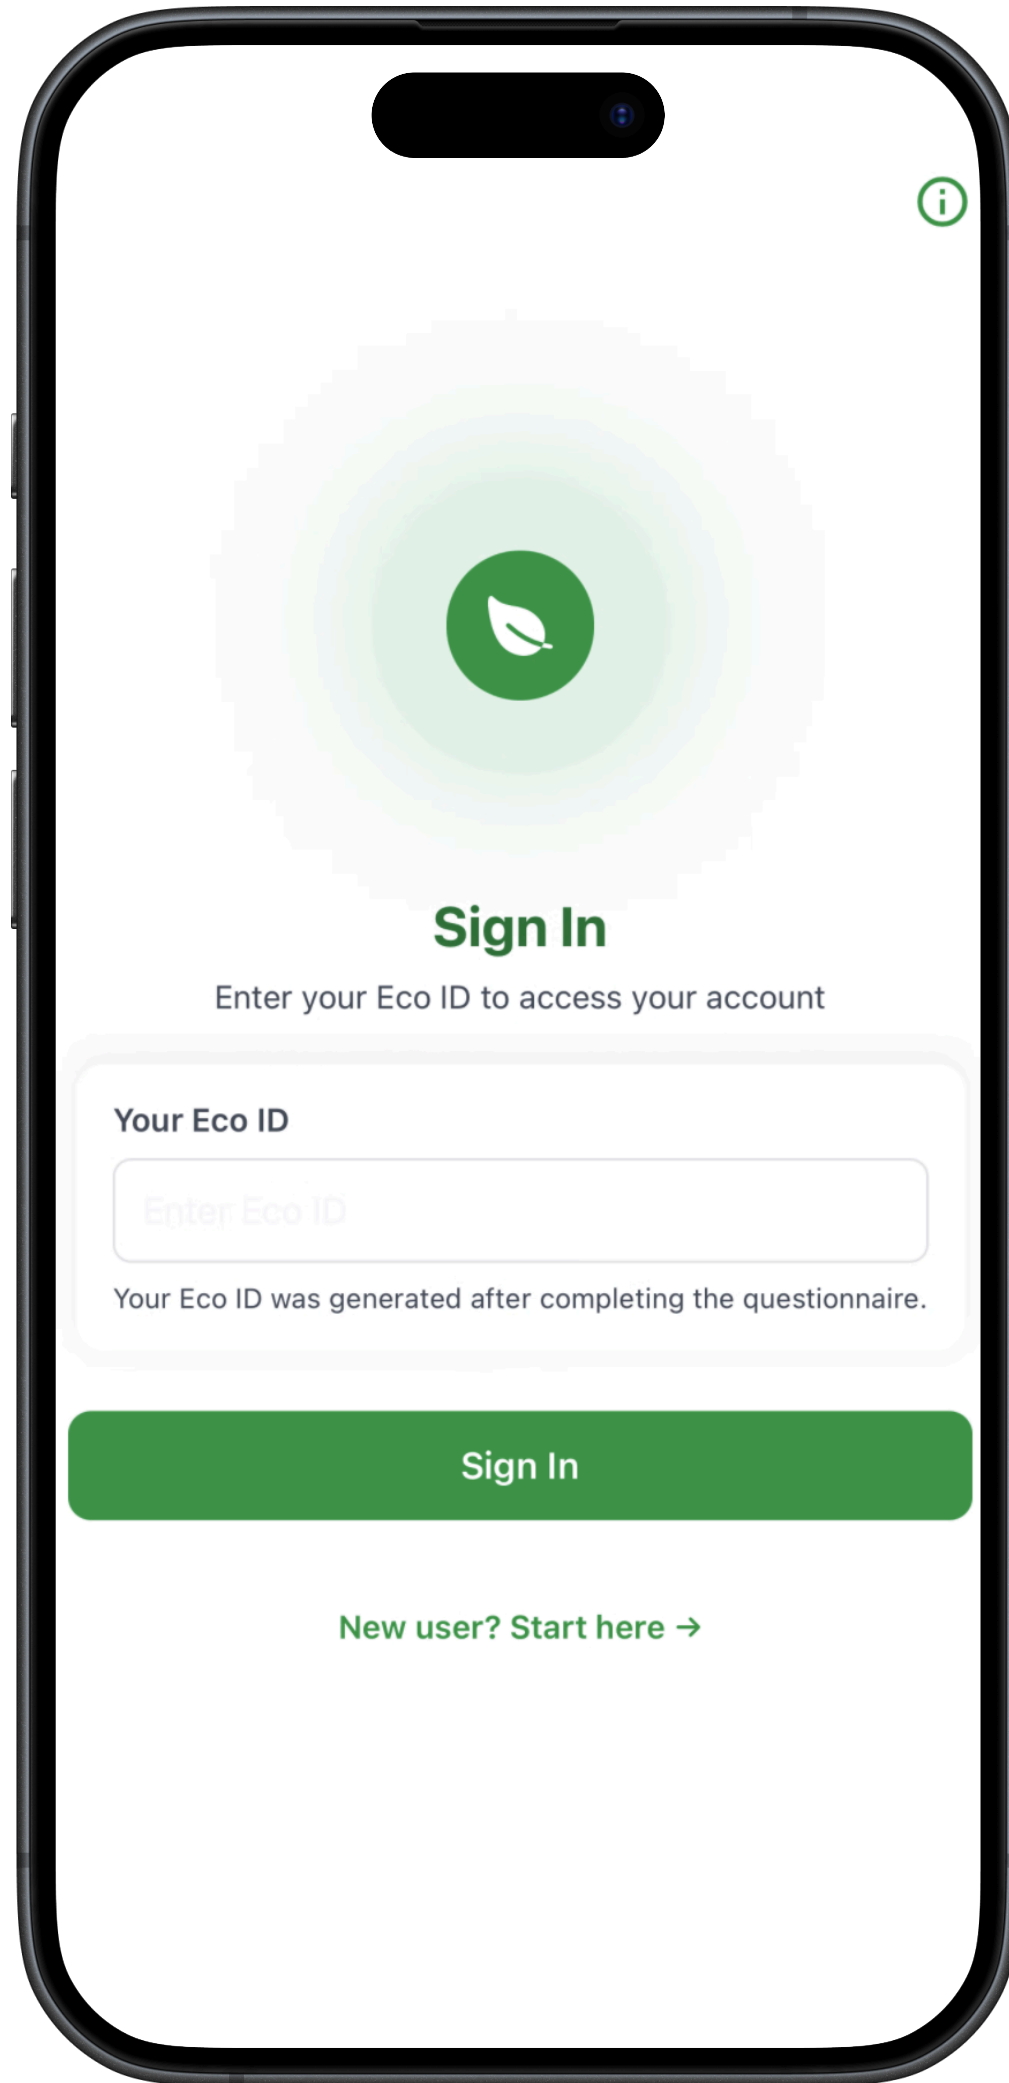 Sign In
Enter your Eco ID to access your account
Your Eco ID
Enter Eco ID
Your Eco ID was generated after completing the questionnaire.
Sign In
New user? Start here →